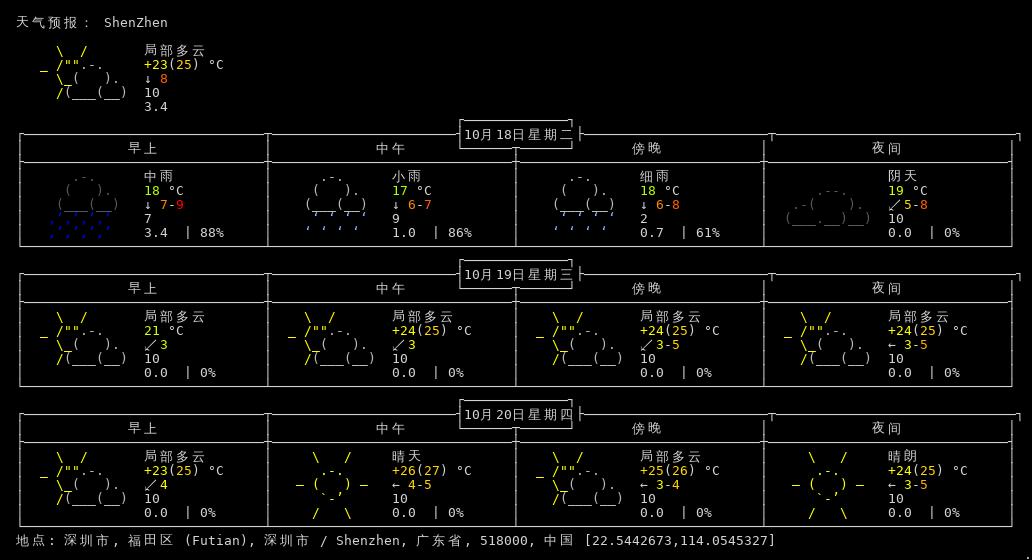 天气预报： ShenZhen
局部多云
+23(25) °C
↓ 8
10
3.4
10月18日星期二
早上 中午 傍晚 夜间
中雨 小雨 细雨 阴天
18 °C 17 °C 18 °C 19 °C
↓ 7-9 ↓ 6-7 ↓ 6-8 ↙ 5-8
7 9 2 10
3.4 | 88% 1.0 | 86% 0.7 | 61% 0.0 | 0%
10月19日星期三
早上 中午 傍晚 夜间
局部多云 局部多云 局部多云 局部多云
21 °C +24(25) °C +24(25) °C +24(25) °C
↙ 3 ↙ 3 ↙ 3-5 ← 3-5
10 10 10 10
0.0 | 0% 0.0 | 0% 0.0 | 0% 0.0 | 0%
10月20日星期四
早上 中午 傍晚 夜间
局部多云 晴天 局部多云 晴朗
+23(25) °C +26(27) °C +25(26) °C +24(25) °C
↙ 4 ← 4-5 ← 3-4 ← 3-5
10 10 10 10
0.0 | 0% 0.0 | 0% 0.0 | 0% 0.0 | 0%
地点: 深圳市, 福田区 (Futian), 深圳市 / Shenzhen, 广东省, 518000, 中国 [22.5442673,114.0545327]